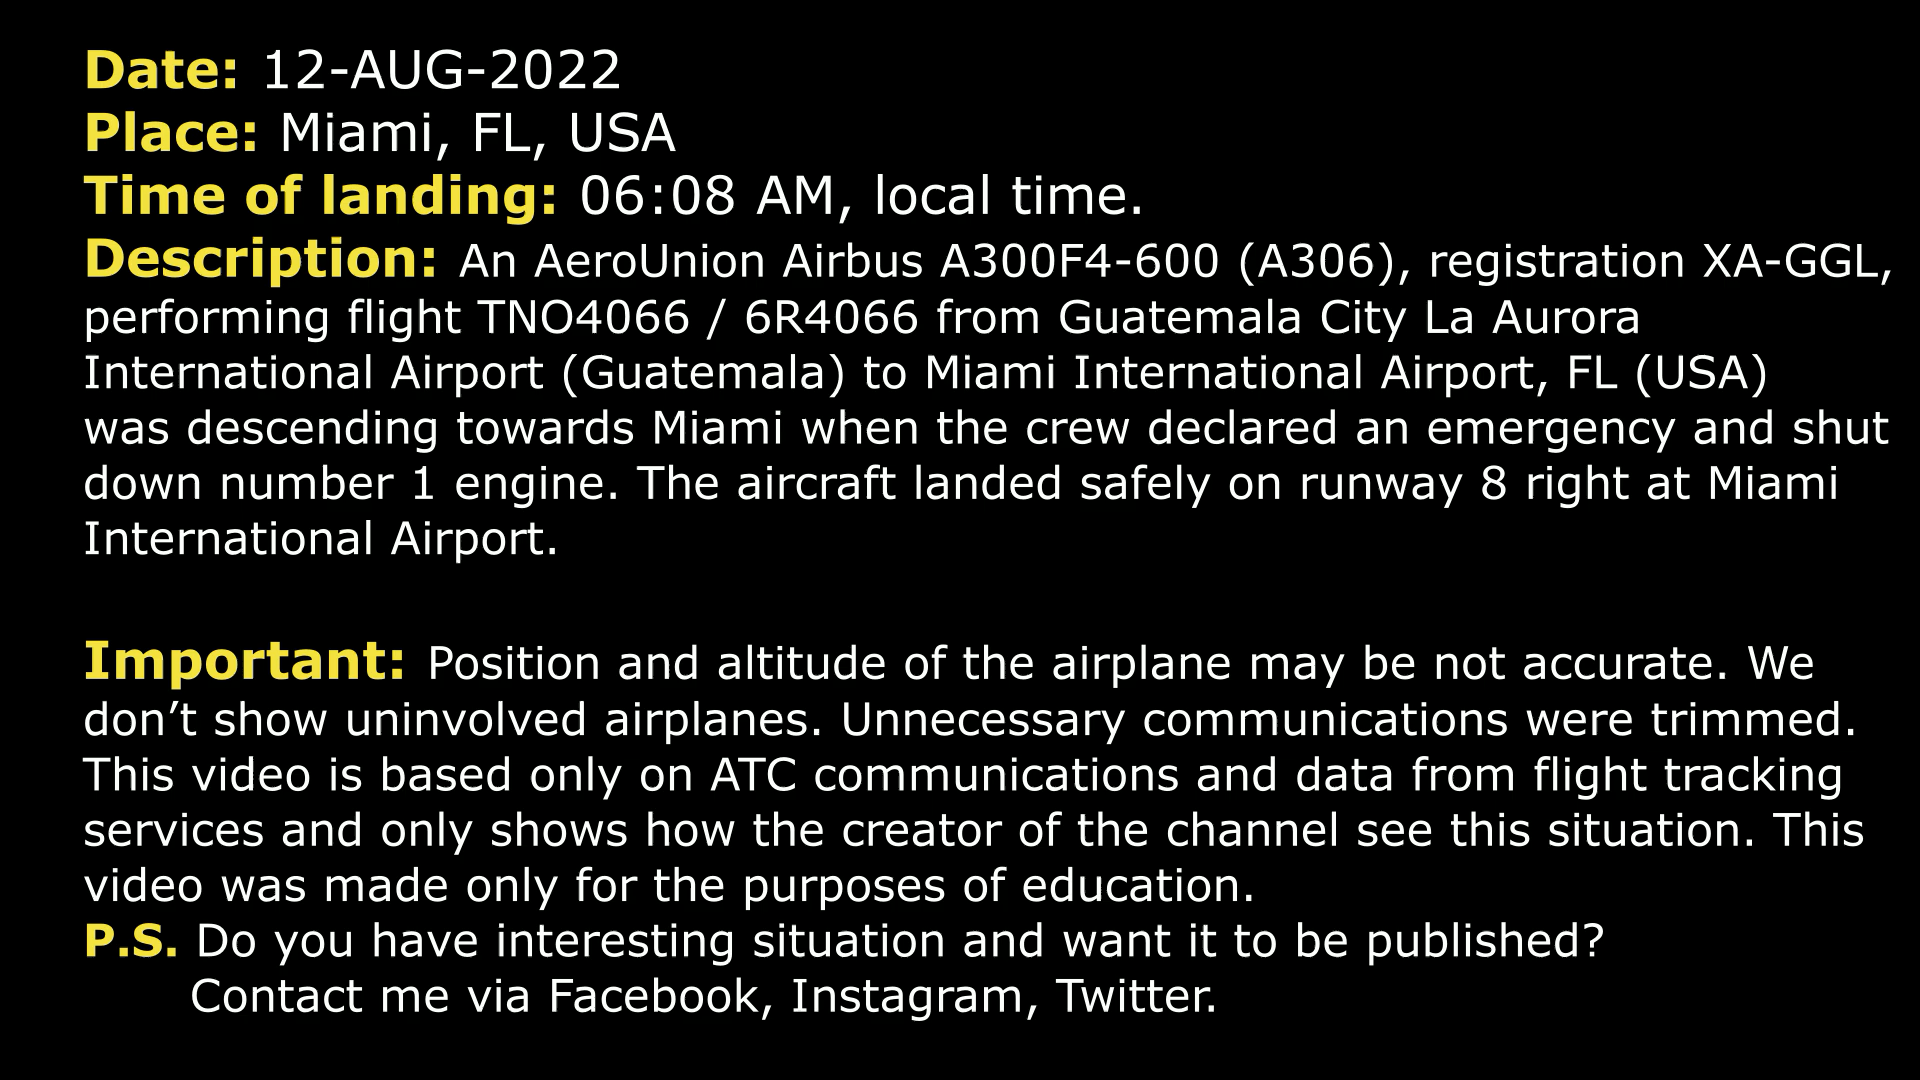 Date: 12-AUG-2022
Place: Miami, FL, USA
Time of landing: 06:08 AM, local time.
Description: An AeroUnion Airbus A300F4-600 (A306), registration XA-GGL,
performing flight TNO4066 / 6R4066 from Guatemala City La Aurora
International Airport (Guatemala) to Miami International Airport, FL (USA)
was descending towards Miami when the crew declared an emergency and shut
down number 1 engine. The aircraft landed safely on runway 8 right at Miami
International Airport.
Important: Position and altitude of the airplane may be not accurate. We
don’t show uninvolved airplanes. Unnecessary communications were trimmed.
This video is based only on ATC communications and data from flight tracking
services and only shows how the creator of the channel see this situation. This
video was made only for the purposes of education.
P.S. Do you have interesting situation and want it to be published?
Contact me via Facebook, Instagram, Twitter.